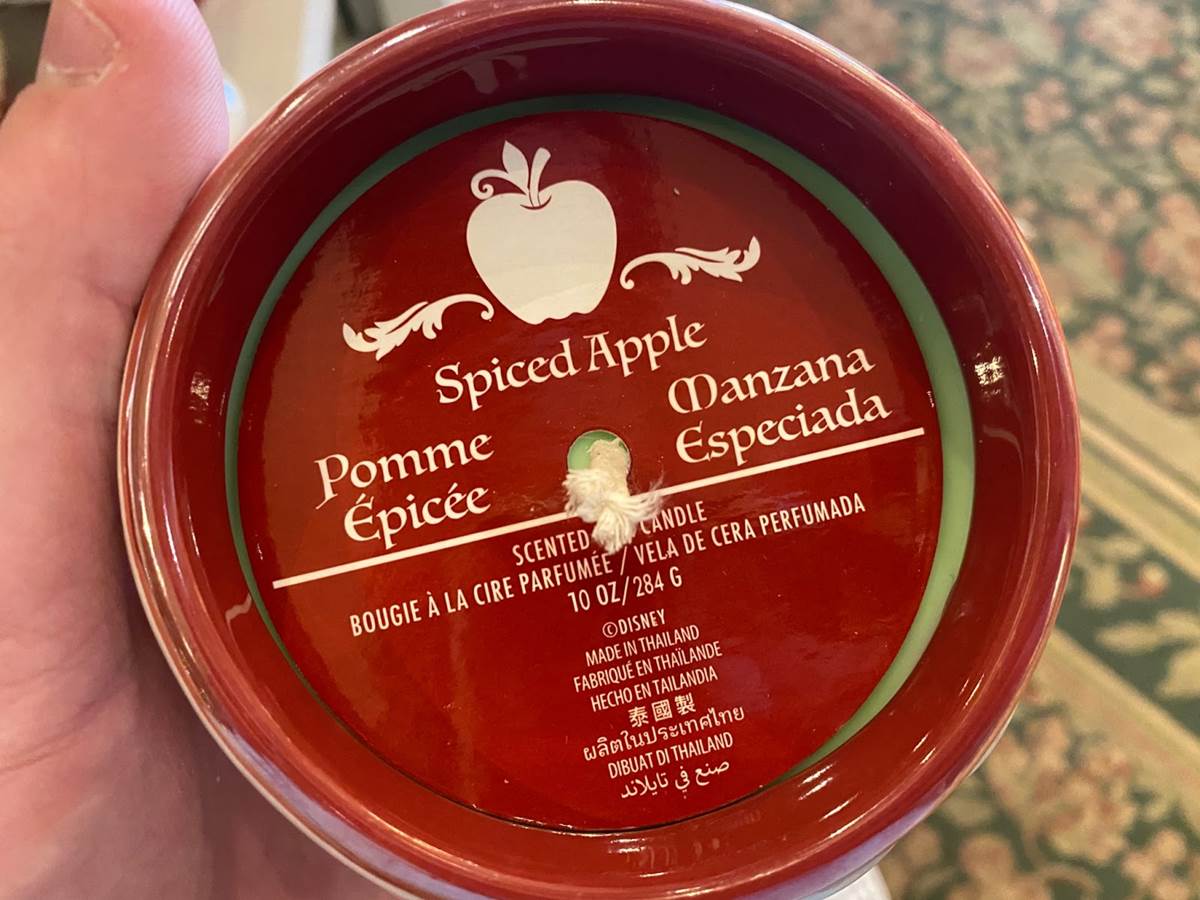 Spiced Apple
Pomme
Épicée
Manzana
Especiada
SCENTED CANDLE
BOUGIE À LA CIRE PARFUMÉE / VELA DE CERA PERFUMADA
10 OZ/284 G
©DISNEY
MADE IN THAILAND
FABRIQUÉ EN THAÏLANDE
HECHO EN TAILANDIA
泰國製
ผลิตในประเทศไทย
DIBUAT DI THAILAND
صنع في تايلاند